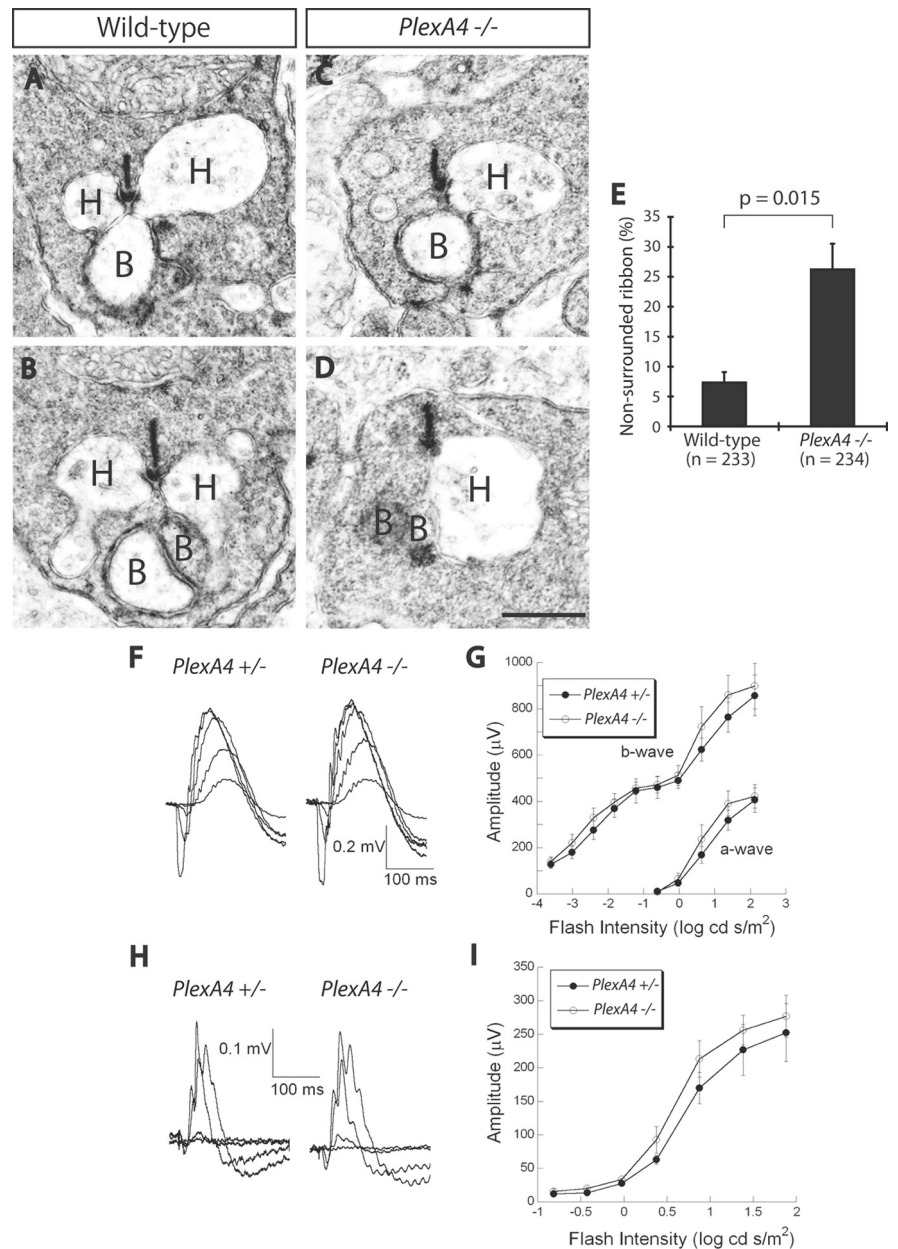 Wild-type
PlexA4 -/-
A
H
H
B
C
H
B
B
H
H
B
B
D
H
B
B
E
p = 0.015
Non-surrounded ribbon (%)
35
30
25
20
15
10
5
0
Wild-type
(n = 233)
PlexA4 -/-
(n = 234)
F
PlexA4 +/-
PlexA4 -/-
0.2 mV
100 ms
G
PlexA4 +/-
PlexA4 -/-
b-wave
a-wave
Amplitude (µV)
1000
800
600
400
200
0
-4 -3 -2 -1 0 1 2 3
Flash Intensity (log cd s/m²)
H
PlexA4 +/-
PlexA4 -/-
0.1 mV
100 ms
I
PlexA4 +/-
PlexA4 -/-
Amplitude (µV)
350
300
250
200
150
100
50
0
-1 -0.5 0 0.5 1 1.5 2
Flash Intensity (log cd s/m²)